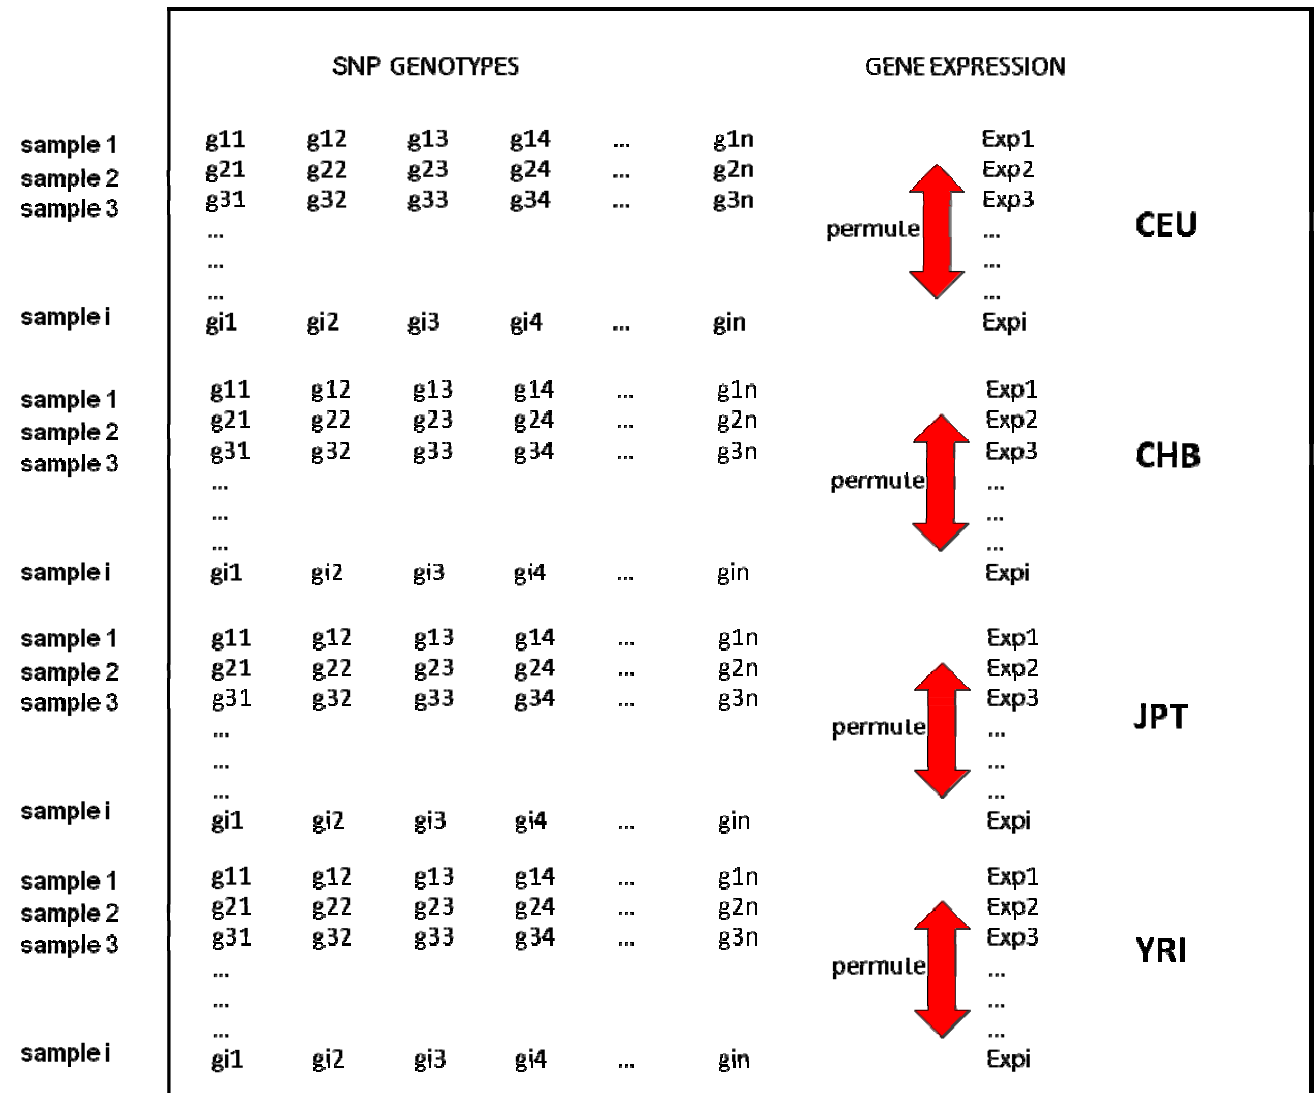 SNP GENOTYPES GENE EXPRESSION
sample 1 g11 g12 g13 g14 ... g1n Exp1
sample 2 g21 g22 g23 g24 ... g2n Exp2
sample 3 g31 g32 g33 g34 ... g3n Exp3
... permute ... CEU
... ...
... ...
sample i gi1 gi2 gi3 gi4 ... gin Expi
sample 1 g11 g12 g13 g14 ... g1n Exp1
sample 2 g21 g22 g23 g24 ... g2n Exp2
sample 3 g31 g32 g33 g34 ... g3n Exp3 CHB
... permute ...
... ...
... ...
sample i gi1 gi2 gi3 gi4 ... gin Expi
sample 1 g11 g12 g13 g14 ... g1n Exp1
sample 2 g21 g22 g23 g24 ... g2n Exp2
sample 3 g31 g32 g33 g34 ... g3n Exp3
... permute ... JPT
... ...
... ...
sample i gi1 gi2 gi3 gi4 ... gin Expi
sample 1 g11 g12 g13 g14 ... g1n Exp1
sample 2 g21 g22 g23 g24 ... g2n Exp2
sample 3 g31 g32 g33 g34 ... g3n Exp3 YRI
... permute ...
... ...
... ...
sample i gi1 gi2 gi3 gi4 ... gin Expi